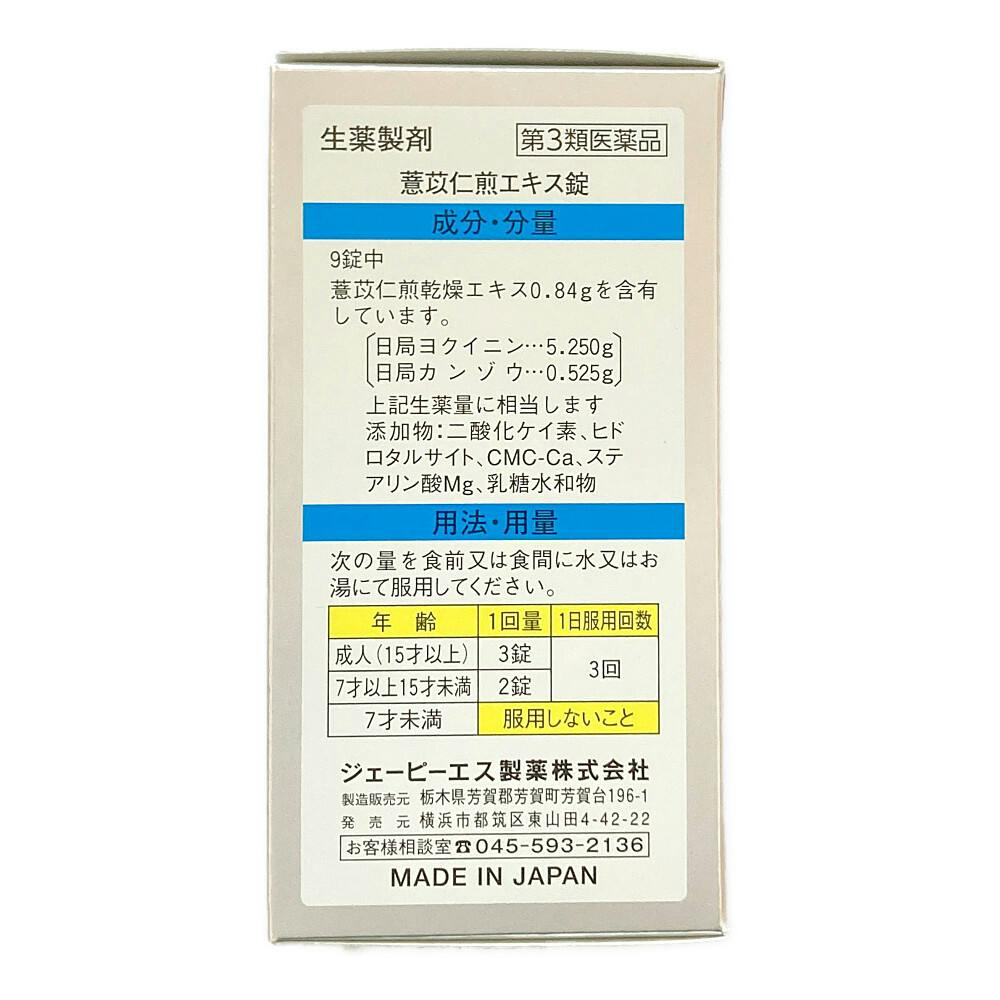 生薬製剤 第3類医薬品
薏苡仁煎エキス錠
成分・分量
9錠中
薏苡仁煎乾燥エキス0.84gを含有
しています。
日局ヨクイニン…5.250g
日局カンゾウ…0.525g
上記生薬量に相当します
添加物:二酸化ケイ素、ヒド
ロタルサイト、CMC-Ca、ステ
アリン酸Mg、乳糖水和物
用法・用量
次の量を食前又は食間に水又はお
湯にて服用してください。
年齢 1回量 1日服用回数
成人(15才以上) 3錠 3回
7才以上15才未満 2錠
7才未満 服用しないこと
ジェーピーエス製薬株式会社
製造販売元 栃木県芳賀郡芳賀町芳賀台196-1
発売元 横浜市都筑区東山田4-42-22
お客様相談室☎045-593-2136
MADE IN JAPAN